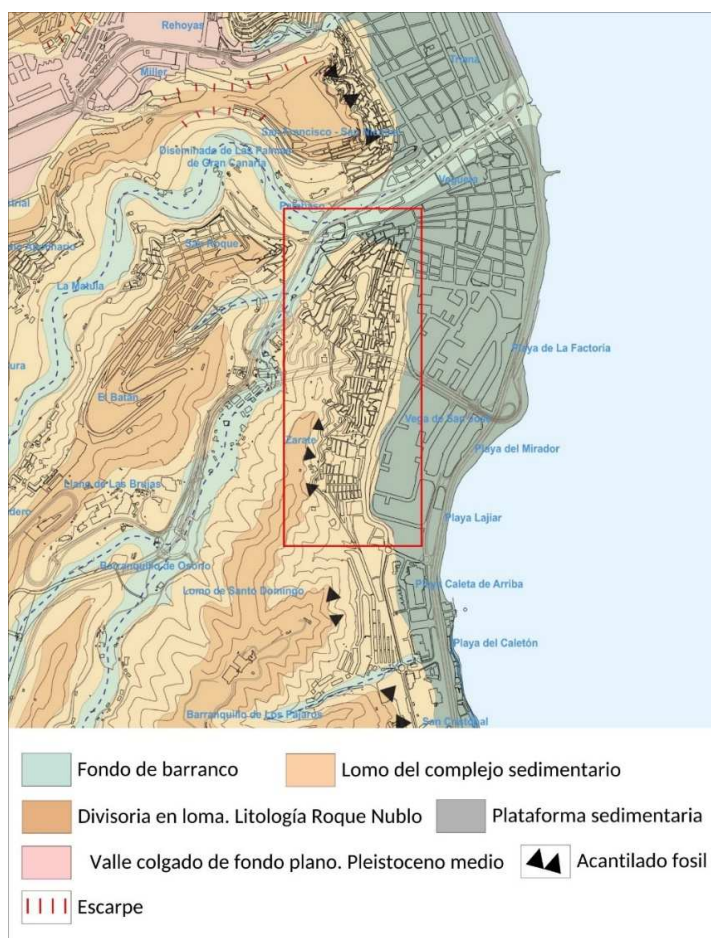 Rehoyas
Triana
Miller
San Francisco - San Nicolás
Diseminado de Las Palmas
de Gran Canaria
Vegueta
Pambaso
San Roque
La Matula
Playa de La Factoría
El Batán
Vega de San José
Zarate
Playa del Mirador
Llano de Las Brujas
Playa Lajiar
Barranquillo de Osorio
Playa Caleta de Arriba
Lomo de Santo Domingo
Playa del Caletón
Barranquillo de Los Pájaros
San Cristóbal
Fondo de barranco
Lomo del complejo sedimentario
Divisoria en loma. Litología Roque Nublo
Plataforma sedimentaria
Valle colgado de fondo plano. Pleistoceno medio
Acantilado fosil
Escarpe